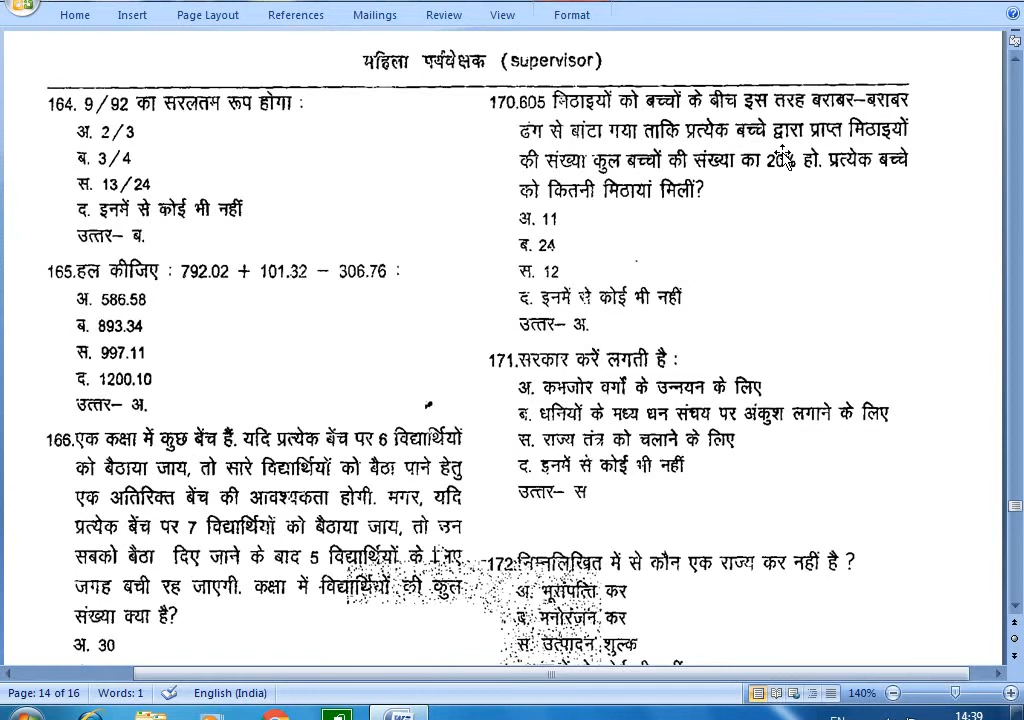 Home Insert Page Layout References Mailings Review View Format
महिला पर्यवेक्षक (supervisor)
164. 9/92 का सरलतम रूप होगा :
अ. 2/3
ब. 3/4
स. 13/24
द. इनमें से कोई भी नहीं
उत्तर– ब.
165.हल कीजिए : 792.02 + 101.32 – 306.76 :
अ. 586.58
ब. 893.34
स. 997.11
द. 1200.10
उत्तर– अ.
166.एक कक्षा में कुछ बेंच हैं. यदि प्रत्येक बेंच पर 6 विद्यार्थियों
को बैठाया जाय, तो सारे विद्यार्थियों को बैठा पाने हेतु
एक अतिरिक्त बेंच की आवश्यकता होगी. मगर, यदि
प्रत्येक बेंच पर 7 विद्यार्थियों को बैठाया जाय, तो उन
सबको बैठा दिए जाने के बाद 5 विद्यार्थियों के लिए
जगह बची रह जाएगी. कक्षा में विद्यार्थियों की कुल
संख्या क्या है?
अ. 30
170.605 मिठाइयों को बच्चों के बीच इस तरह बराबर–बराबर
ढंग से बांटा गया ताकि प्रत्येक बच्चे द्वारा प्राप्त मिठाइयों
की संख्या कुल बच्चों की संख्या का 20% हो. प्रत्येक बच्चे
को कितनी मिठायां मिलीं?
अ. 11
ब. 24
स. 12
द. इनमें से कोई भी नहीं
उत्तर– अ.
171.सरकार करें लगती है :
अ. कमजोर वर्गों के उन्नयन के लिए
ब. धनियों के मध्य धन संचय पर अंकुश लगाने के लिए
स. राज्य तंत्र को चलाने के लिए
द. इनमें से कोई भी नहीं
उत्तर– स
172.निम्नलिखित में से कौन एक राज्य कर नहीं है ?
अ. भूसंपत्ति कर
ब. मनोरंजन कर
स. उत्पादन शुल्क
Page: 14 of 16 Words: 1 English (India) 140%
14:39